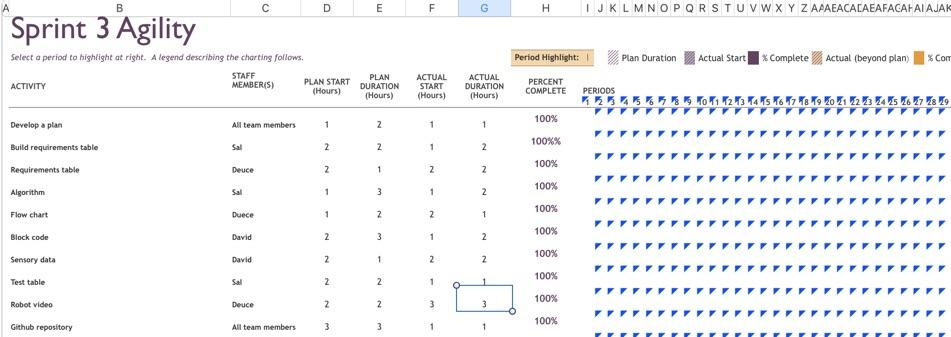 A B C D E F G H I J K L M N O P Q R S T U V W X Y Z
Sprint 3 Agility
Select a period to highlight at right. A legend describing the charting follows.
Period Highlight: Plan Duration Actual Start % Complete Actual (beyond plan) % Com
ACTIVITY STAFF MEMBER(S) PLAN START (Hours) PLAN DURATION (Hours) ACTUAL START (Hours) ACTUAL DURATION (Hours) PERCENT COMPLETE PERIODS
1 2 3 4 5 6 7 8 9 10 11 12 13 14 15 16 17 18 19 20 21 22 23 24 25 26 27 28 29
Develop a plan All team members 1 2 1 1 100%
Build requirements table Sal 2 2 1 2 100%%
Requirements table Deuce 2 1 2 2 100%
Algorithm Sal 1 3 1 2 100%
Flow chart Duece 1 2 2 1 100%
Block code David 2 3 1 2 100%
Sensory data David 2 1 2 2 100%
Test table Sal 2 2 1 1 100%
Robot video Deuce 2 2 3 3 100%
Github repository All team members 3 3 1 1 100%